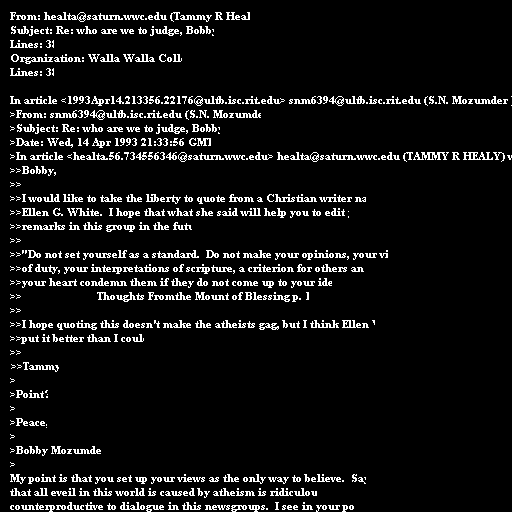 From: healta@saturn.wwc.edu (Tammy R Heal
Subject: Re: who are we to judge, Bobby
Lines: 38
Organization: Walla Walla Coll
Lines: 38

In article <1993Apr14.213356.22176@ultb.isc.rit.edu> snm6394@ultb.isc.rit.edu (S.N. Mozumder )
>From: snm6394@ultb.isc.rit.edu (S.N. Mozumde
>Subject: Re: who are we to judge, Bobby
>Date: Wed, 14 Apr 1993 21:33:56 GMT
>In article <healta.56.734556346@saturn.wwc.edu> healta@saturn.wwc.edu (TAMMY R HEALY) w
>>Bobby,
>>
>>I would like to take the liberty to quote from a Christian writer na
>>Ellen G. White.  I hope that what she said will help you to edit
>>remarks in this group in the futu
>>
>>"Do not set yourself as a standard.  Do not make your opinions, your vi
>>of duty, your interpretations of scripture, a criterion for others an
>>your heart condemn them if they do not come up to your ide
>>                         Thoughts Fromthe Mount of Blessing p. 1
>>
>>I hope quoting this doesn't make the atheists gag, but I think Ellen
>>put it better than I coul
>>
>>Tammy
>
>Point?
>
>Peace,
>
>Bobby Mozumde
>
My point is that you set up your views as the only way to believe.  Say
that all eveil in this world is caused by atheism is ridiculou
counterproductive to dialogue in this newsgroups.  I see in your po